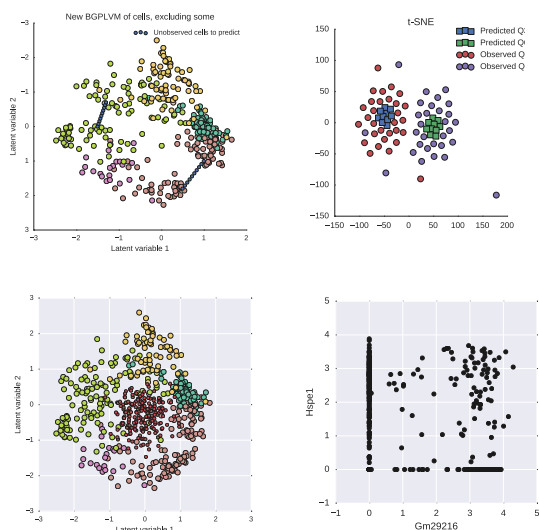 New BGPLVM of cells, excluding some
Unobserved cells to predict
−3
−2
−1
0
1
2
3
Latent variable 2
−3 −2 −1 0 1 2
Latent variable 1
t-SNE
Predicted Q
Predicted Q
Observed Q
Observed Q
150
100
50
0
−50
−100
−150
−150 −100 −50 0 50 100 150 200
3
2
1
0
−1
−2
−3
Latent variable 2
−3 −2 −1 0 1 2 3
Latent variable 1
5
4
3
2
1
0
−1
Hspe1
−1 0 1 2 3 4 5
Gm29216